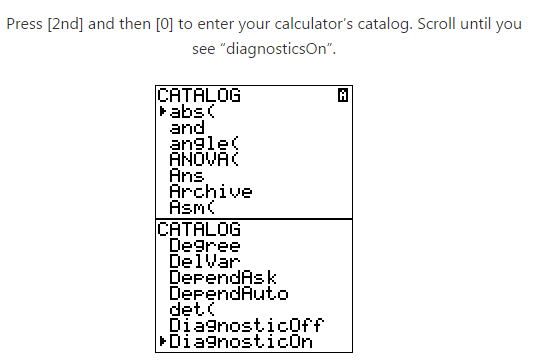 Press [2nd] and then [0] to enter your calculator’s catalog. Scroll until you
see “diagnosticsOn”.
CATALOG A
▶abs(
and
angle(
ANOVA(
Ans
Archive
Asm(
CATALOG
Degree
DelVar
DependAsk
DependAuto
det(
DiagnosticOff
▶DiagnosticOn